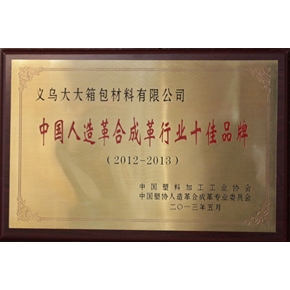 义乌大大箱包材料有限公司
中国人造革合成革行业十佳品牌
(2012-2013)
中国塑料加工工业协会
中国塑协人造革合成革专业委员会
二〇一三年五月